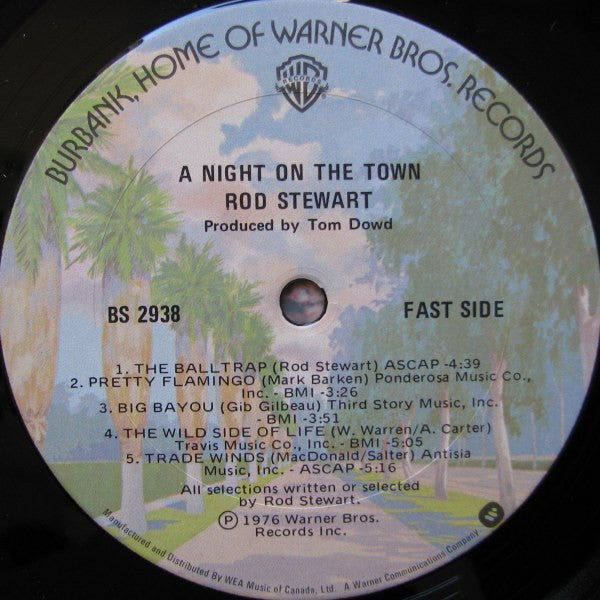 BURBANK, HOME OF WARNER BROS. RECORDS
WB
RECORDS
A NIGHT ON THE TOWN
ROD STEWART
Produced by Tom Dowd
BS 2938
FAST SIDE
1. THE BALLTRAP (Rod Stewart) ASCAP -4:39
2. PRETTY FLAMINGO (Mark Barken) Ponderosa Music Co.,
Inc. - BMI -3:26
3. BIG BAYOU (Gib Gilbeau) Third Story Music, Inc.
- BMI -3:51
4. THE WILD SIDE OF LIFE (W. Warren/A. Carter)
Travis Music Co., Inc. - BMI -5:05
5. TRADE WINDS (MacDonald/Salter) Antisia
Music, Inc. - ASCAP -5:16
All selections written or selected
by Rod Stewart.
Ⓟ 1976 Warner Bros.
Records Inc.
Manufactured and Distributed By WEA Music of Canada, Ltd. A Warner Communications Company